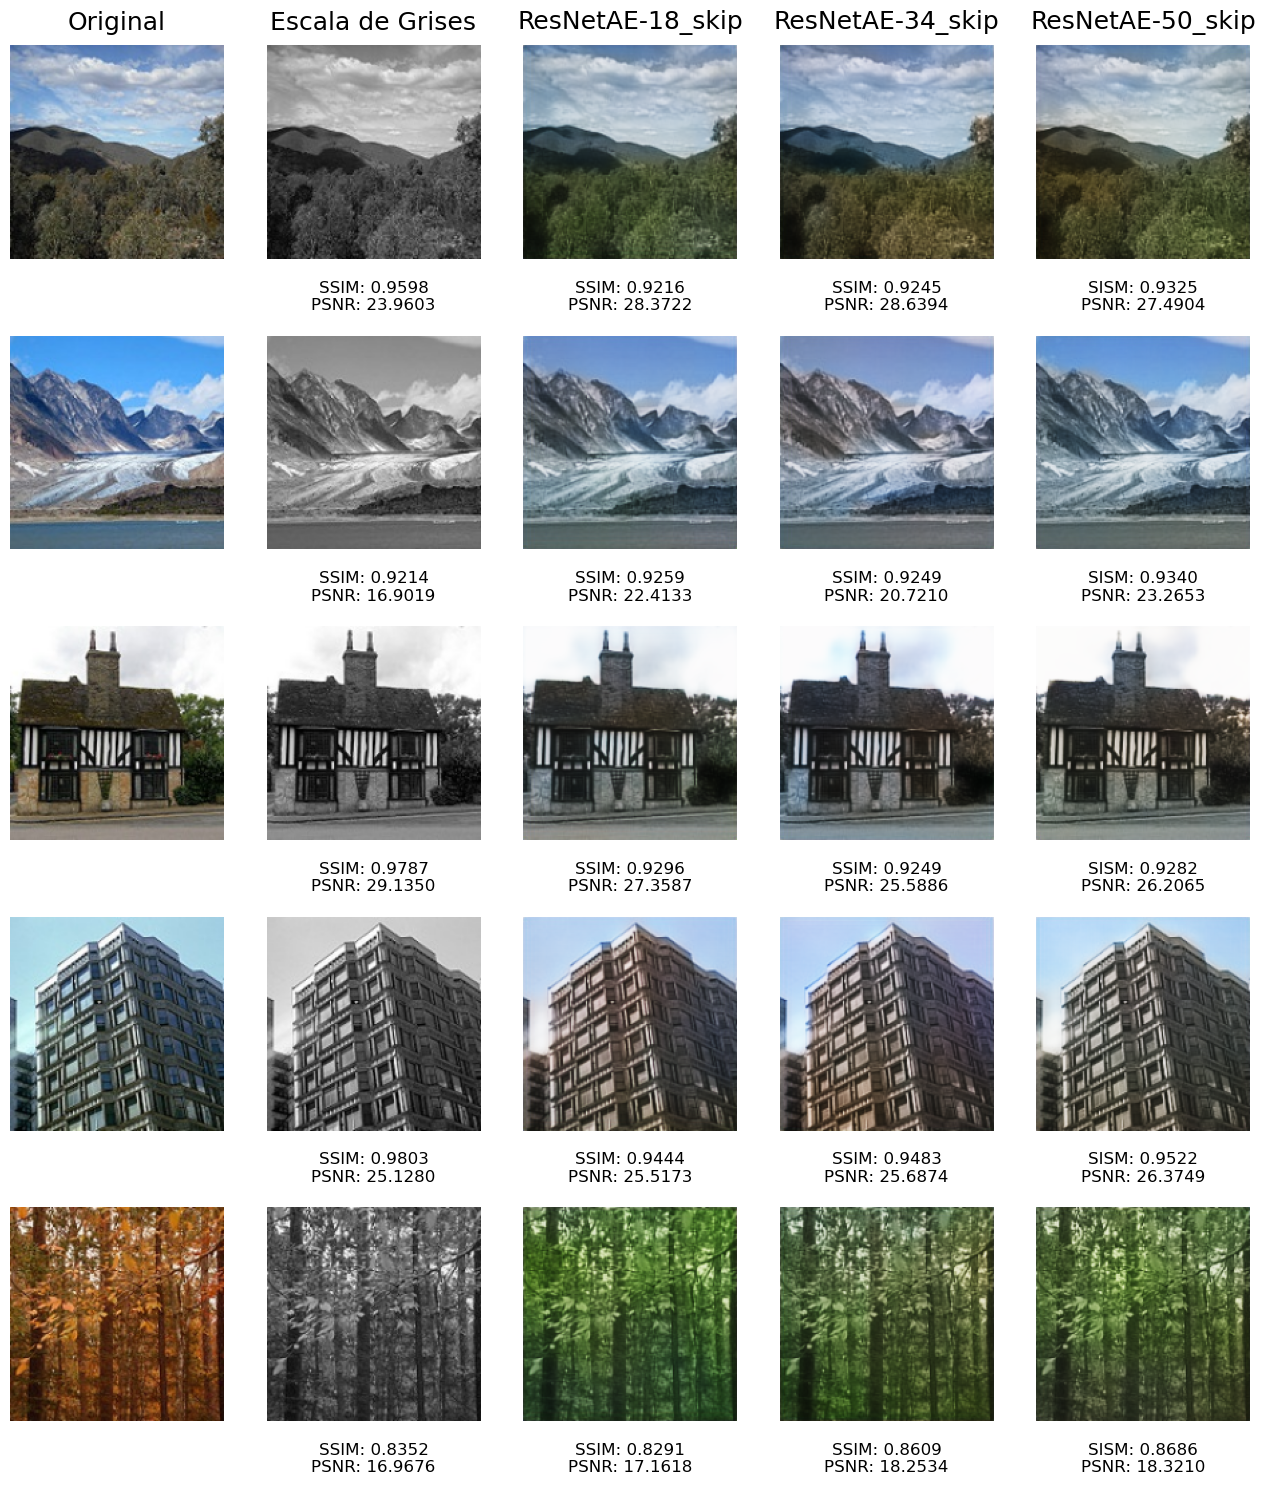 Original
Escala de Grises
ResNetAE-18_skip
ResNetAE-34_skip
ResNetAE-50_skip
SSIM: 0.9598
PSNR: 23.9603
SSIM: 0.9216
PSNR: 28.3722
SSIM: 0.9245
PSNR: 28.6394
SISM: 0.9325
PSNR: 27.4904
SSIM: 0.9214
PSNR: 16.9019
SSIM: 0.9259
PSNR: 22.4133
SSIM: 0.9249
PSNR: 20.7210
SISM: 0.9340
PSNR: 23.2653
SSIM: 0.9787
PSNR: 29.1350
SSIM: 0.9296
PSNR: 27.3587
SSIM: 0.9249
PSNR: 25.5886
SISM: 0.9282
PSNR: 26.2065
SSIM: 0.9803
PSNR: 25.1280
SSIM: 0.9444
PSNR: 25.5173
SSIM: 0.9483
PSNR: 25.6874
SISM: 0.9522
PSNR: 26.3749
SSIM: 0.8352
PSNR: 16.9676
SSIM: 0.8291
PSNR: 17.1618
SSIM: 0.8609
PSNR: 18.2534
SISM: 0.8686
PSNR: 18.3210